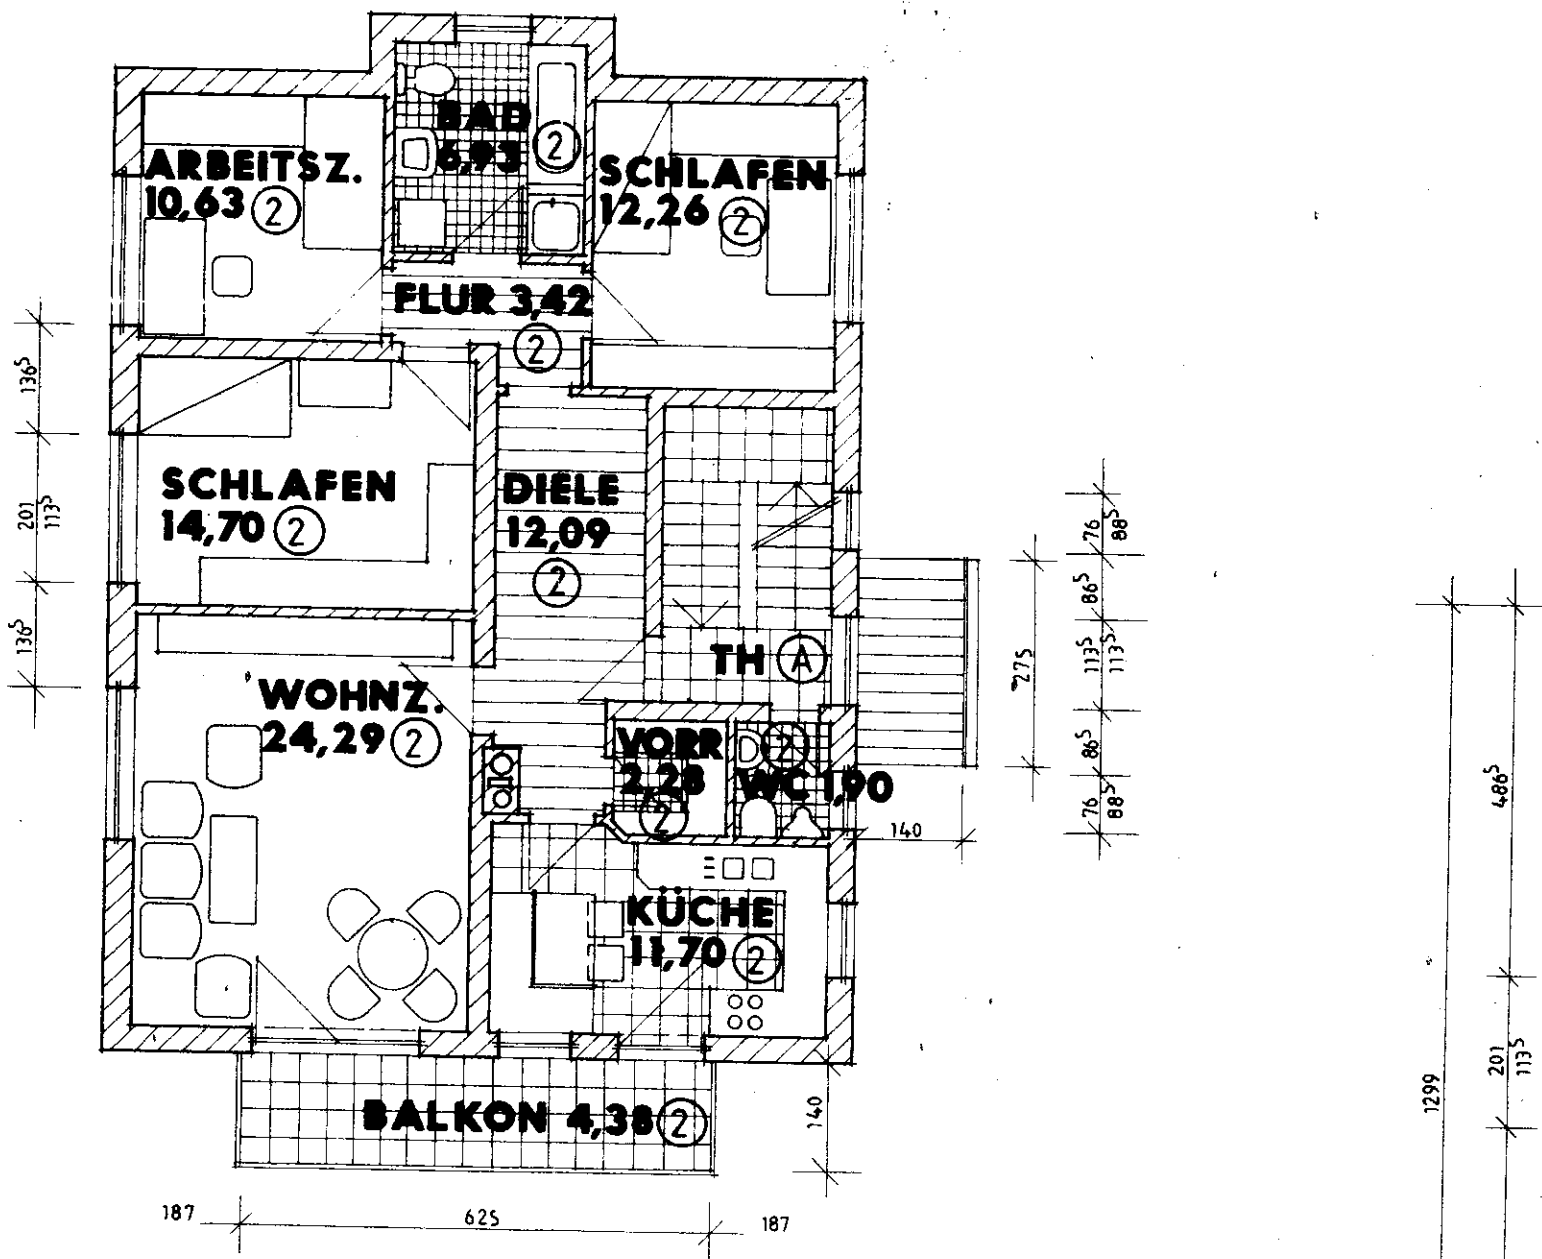 BAD
6,93 2
ARBEITSZ.
10,63 2
SCHLAFEN
12,26 2
FLUR 3,42
2
SCHLAFEN
14,70 2
DIELE
12,09
2
TH A
WOHNZ.
24,29 2
VORR
2,28
2
2
WC 1,90
KÜCHE
11,70 2
BALKON 4,38 2
136⁵
201
113⁵
136⁵
76
88⁵
86⁵
113⁵
113⁵
86⁵
76
88⁵
275
140
140
187
625
187
486⁵
201
113⁵
1299